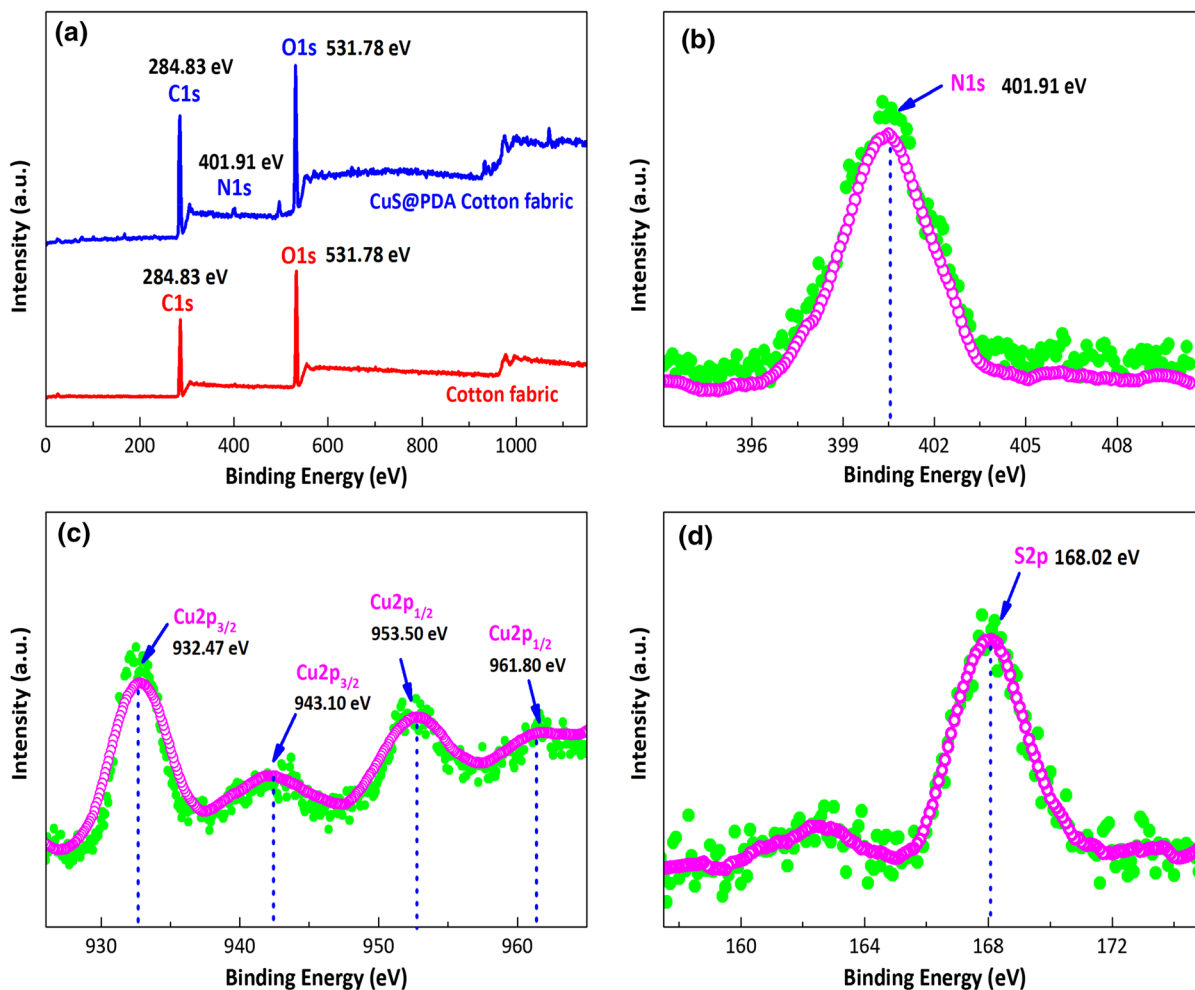 (a)
O1s 531.78 eV
284.83 eV
C1s
401.91 eV
N1s
CuS@PDA Cotton fabric
O1s 531.78 eV
284.83 eV
C1s
Cotton fabric
Intensity (a.u.)
0 200 400 600 800 1000
Binding Energy (eV)
(b)
N1s 401.91 eV
Intensity (a.u.)
396 399 402 405 408
Binding Energy (eV)
(c)
Cu2p1/2
953.50 eV
Cu2p3/2
932.47 eV
Cu2p1/2
961.80 eV
Cu2p3/2
943.10 eV
Intensity (a.u.)
930 940 950 960
Binding Energy (eV)
(d)
S2p 168.02 eV
Intensity (a.u.)
160 164 168 172
Binding Energy (eV)